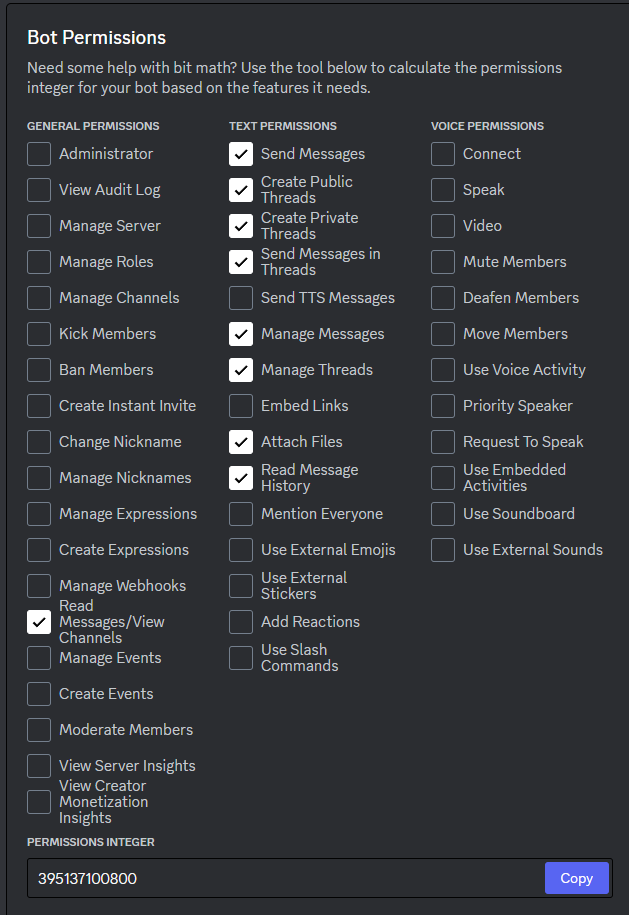 Bot Permissions
Need some help with bit math? Use the tool below to calculate the permissions
integer for your bot based on the features it needs.
GENERAL PERMISSIONS
Administrator
View Audit Log
Manage Server
Manage Roles
Manage Channels
Kick Members
Ban Members
Create Instant Invite
Change Nickname
Manage Nicknames
Manage Expressions
Create Expressions
Manage Webhooks
Read
Messages/View
Channels
Manage Events
Create Events
Moderate Members
View Server Insights
View Creator
Monetization
Insights
TEXT PERMISSIONS
Send Messages
Create Public
Threads
Create Private
Threads
Send Messages in
Threads
Send TTS Messages
Manage Messages
Manage Threads
Embed Links
Attach Files
Read Message
History
Mention Everyone
Use External Emojis
Use External
Stickers
Add Reactions
Use Slash
Commands
VOICE PERMISSIONS
Connect
Speak
Video
Mute Members
Deafen Members
Move Members
Use Voice Activity
Priority Speaker
Request To Speak
Use Embedded
Activities
Use Soundboard
Use External Sounds
PERMISSIONS INTEGER
395137100800
Copy